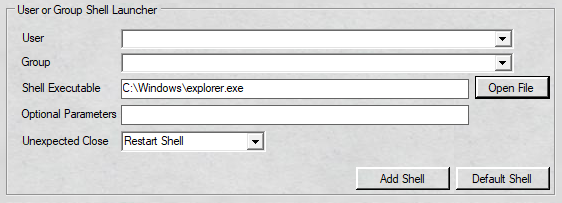 User or Group Shell Launcher
User
Group
Shell Executable C:\Windows\explorer.exe Open File
Optional Parameters
Unexpected Close Restart Shell
Add Shell Default Shell